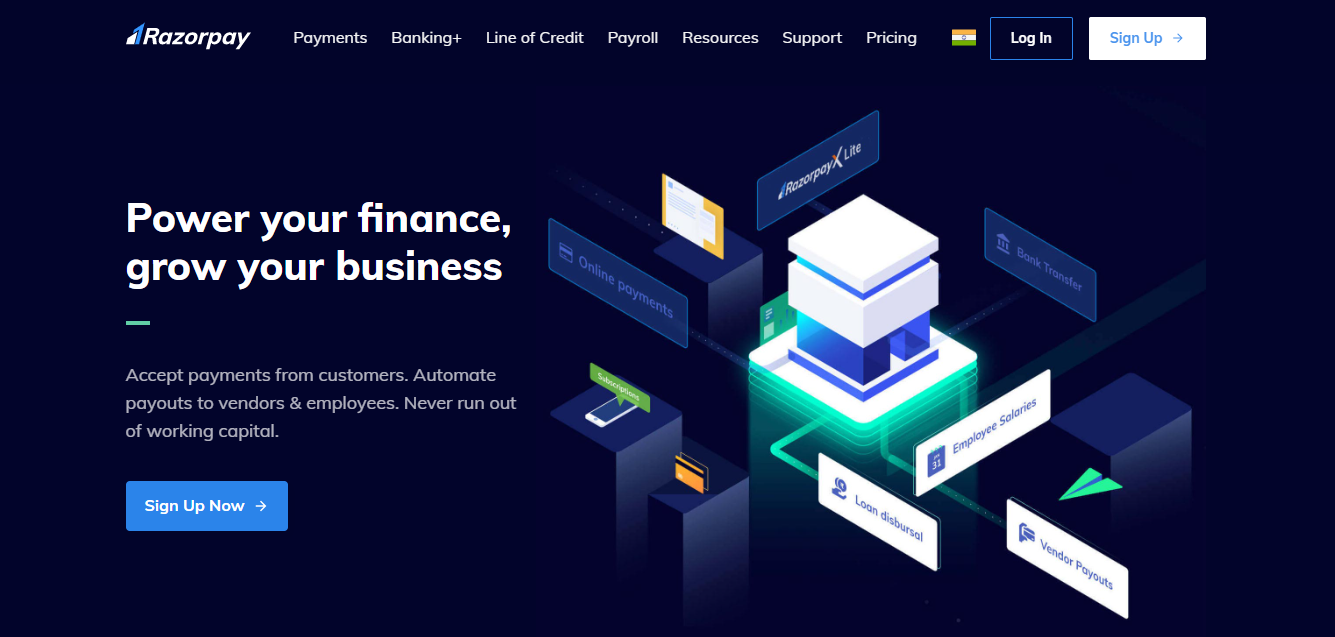 Razorpay
Payments
Banking+
Line of Credit
Payroll
Resources
Support
Pricing
Log In
Sign Up
RazorpayX Lite
Power your finance,
grow your business
Online payments
Bank Transfer
Accept payments from customers. Automate
payouts to vendors & employees. Never run out
of working capital.
Subscriptions
Employee Salaries
31
Sign Up Now
Loan disbursal
Vendor Payouts